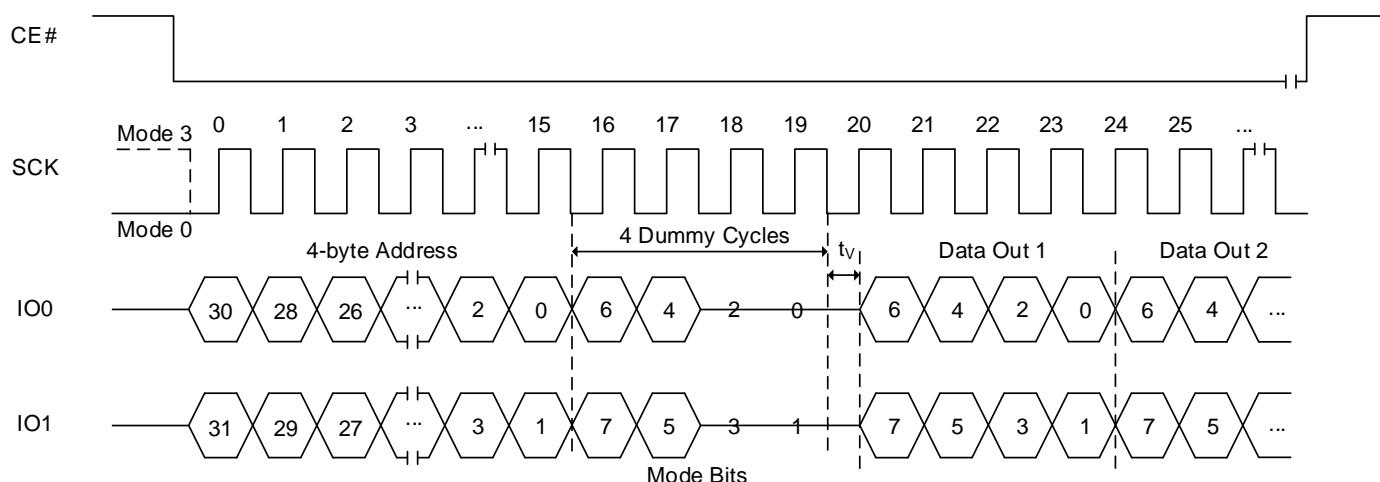 CE#
0 1 2 3 ... 15 16 17 18 19 20 21 22 23 24 25 ...
Mode 3
SCK
Mode 0
4-byte Address 4 Dummy Cycles tV Data Out 1 Data Out 2
IO0 30 28 26 ... 2 0 6 4 2 0 6 4 2 0 6 4 ...
IO1 31 29 27 ... 3 1 7 5 3 1 7 5 3 1 7 5 ...
Mode Bits